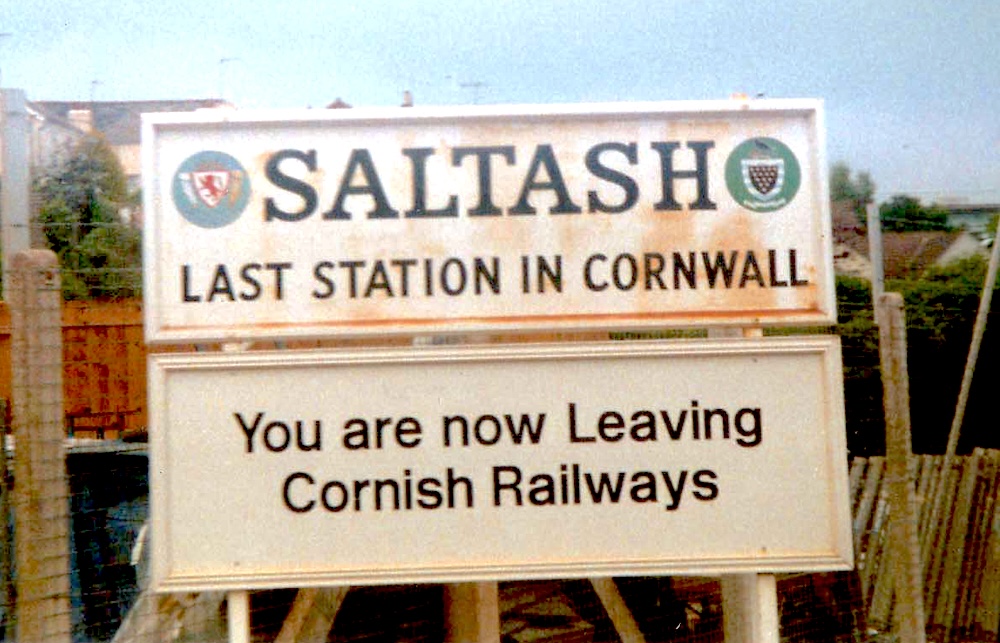 SALTASH
LAST STATION IN CORNWALL
You are now Leaving
Cornish Railways